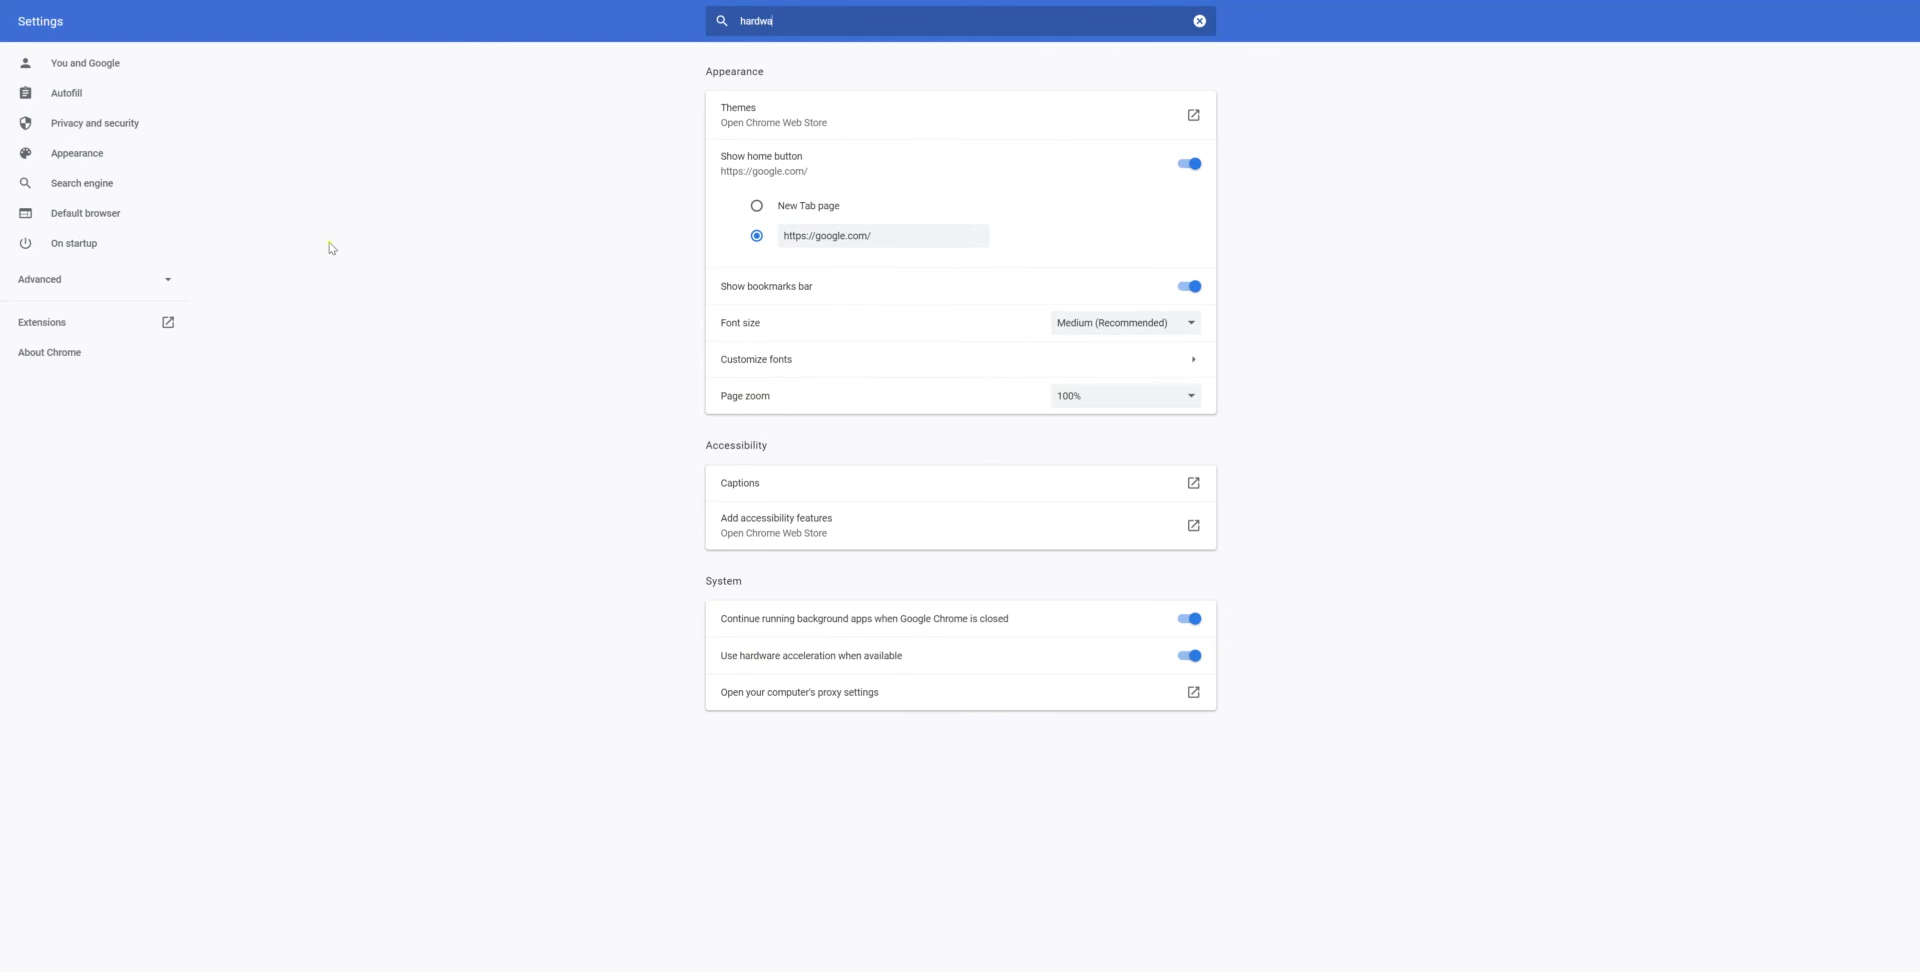 Settings
hardwa
You and Google
Autofill
Privacy and security
Appearance
Search engine
Default browser
On startup
Advanced
Extensions
About Chrome
Appearance
Themes
Open Chrome Web Store
Show home button
https://google.com/
New Tab page
https://google.com/
Show bookmarks bar
Font size
Medium (Recommended)
Customize fonts
Page zoom
100%
Accessibility
Captions
Add accessibility features
Open Chrome Web Store
System
Continue running background apps when Google Chrome is closed
Use hardware acceleration when available
Open your computer's proxy settings